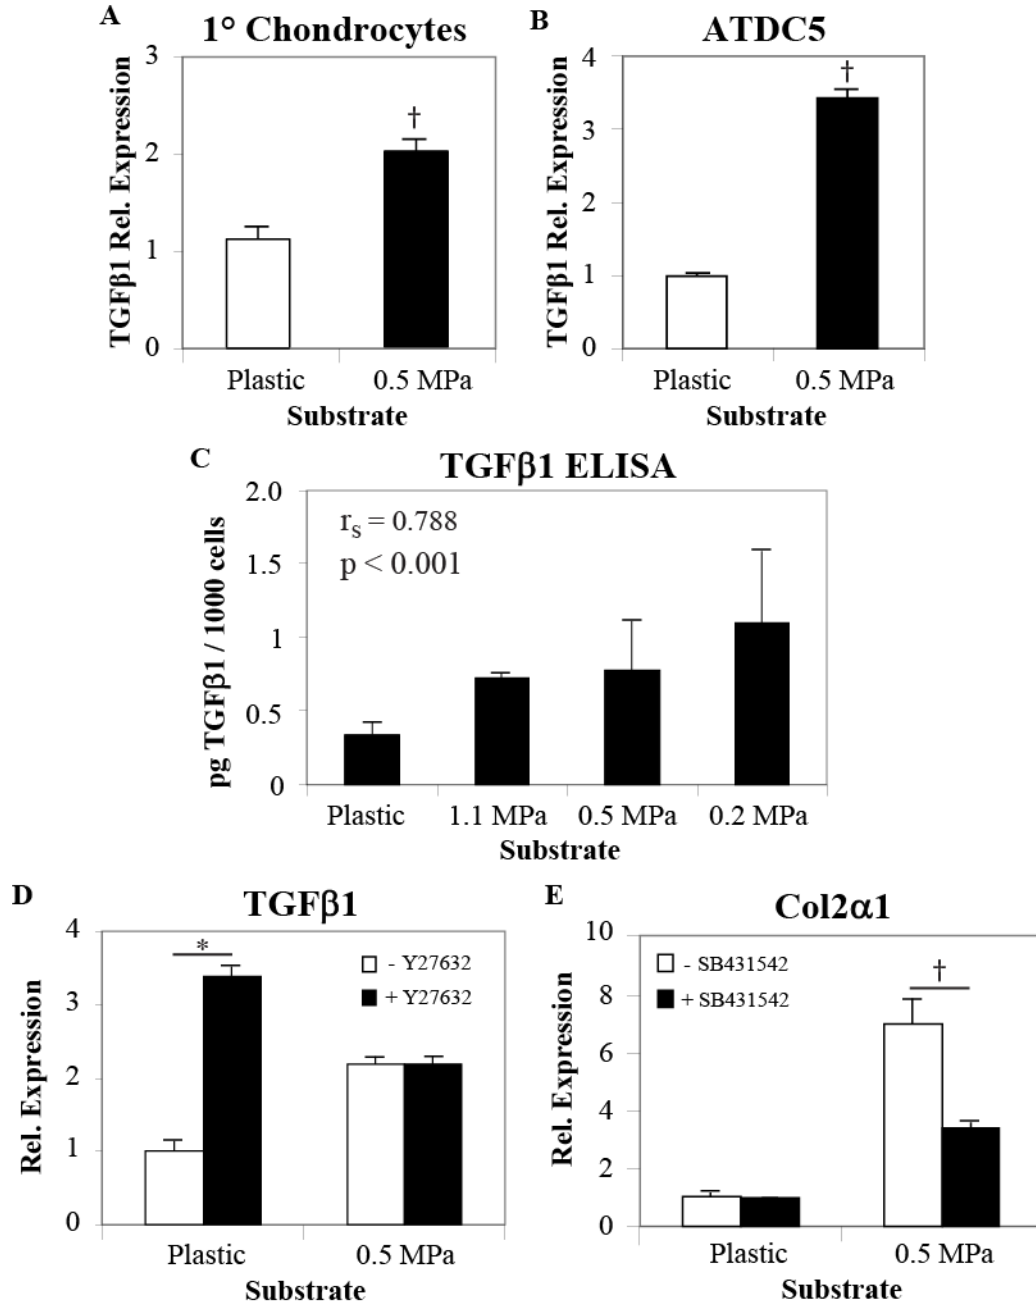 A
1° Chondrocytes
TGFβ1 Rel. Expression
3
2
1
0
†
Plastic
0.5 MPa
Substrate
B
ATDC5
TGFβ1 Rel. Expression
4
3
2
1
0
†
Plastic
0.5 MPa
Substrate
C
TGFβ1 ELISA
pg TGFβ1 / 1000 cells
2.0
1.5
1
0.5
0
rs = 0.788
p < 0.001
Plastic
1.1 MPa
0.5 MPa
0.2 MPa
Substrate
D
TGFβ1
Rel. Expression
4
3
2
1
0
*
- Y27632
+ Y27632
Plastic
0.5 MPa
Substrate
E
Col2α1
Rel. Expression
10
8
6
4
2
0
- SB431542
+ SB431542
†
Plastic
0.5 MPa
Substrate